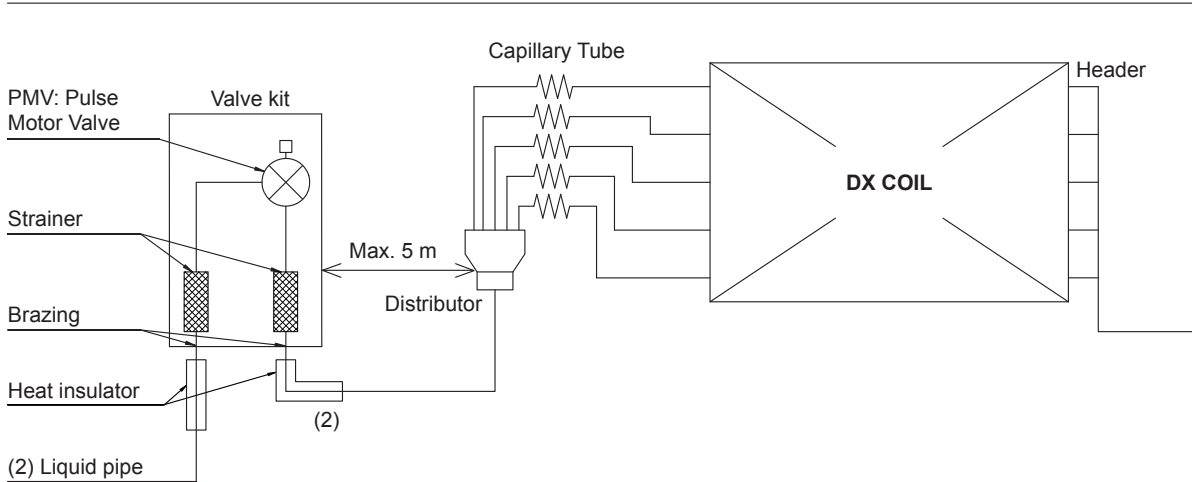 Capillary Tube
Header
PMV: Pulse
Motor Valve
Valve kit
DX COIL
Strainer
Max. 5 m
Distributor
Brazing
Heat insulator
(2)
(2) Liquid pipe